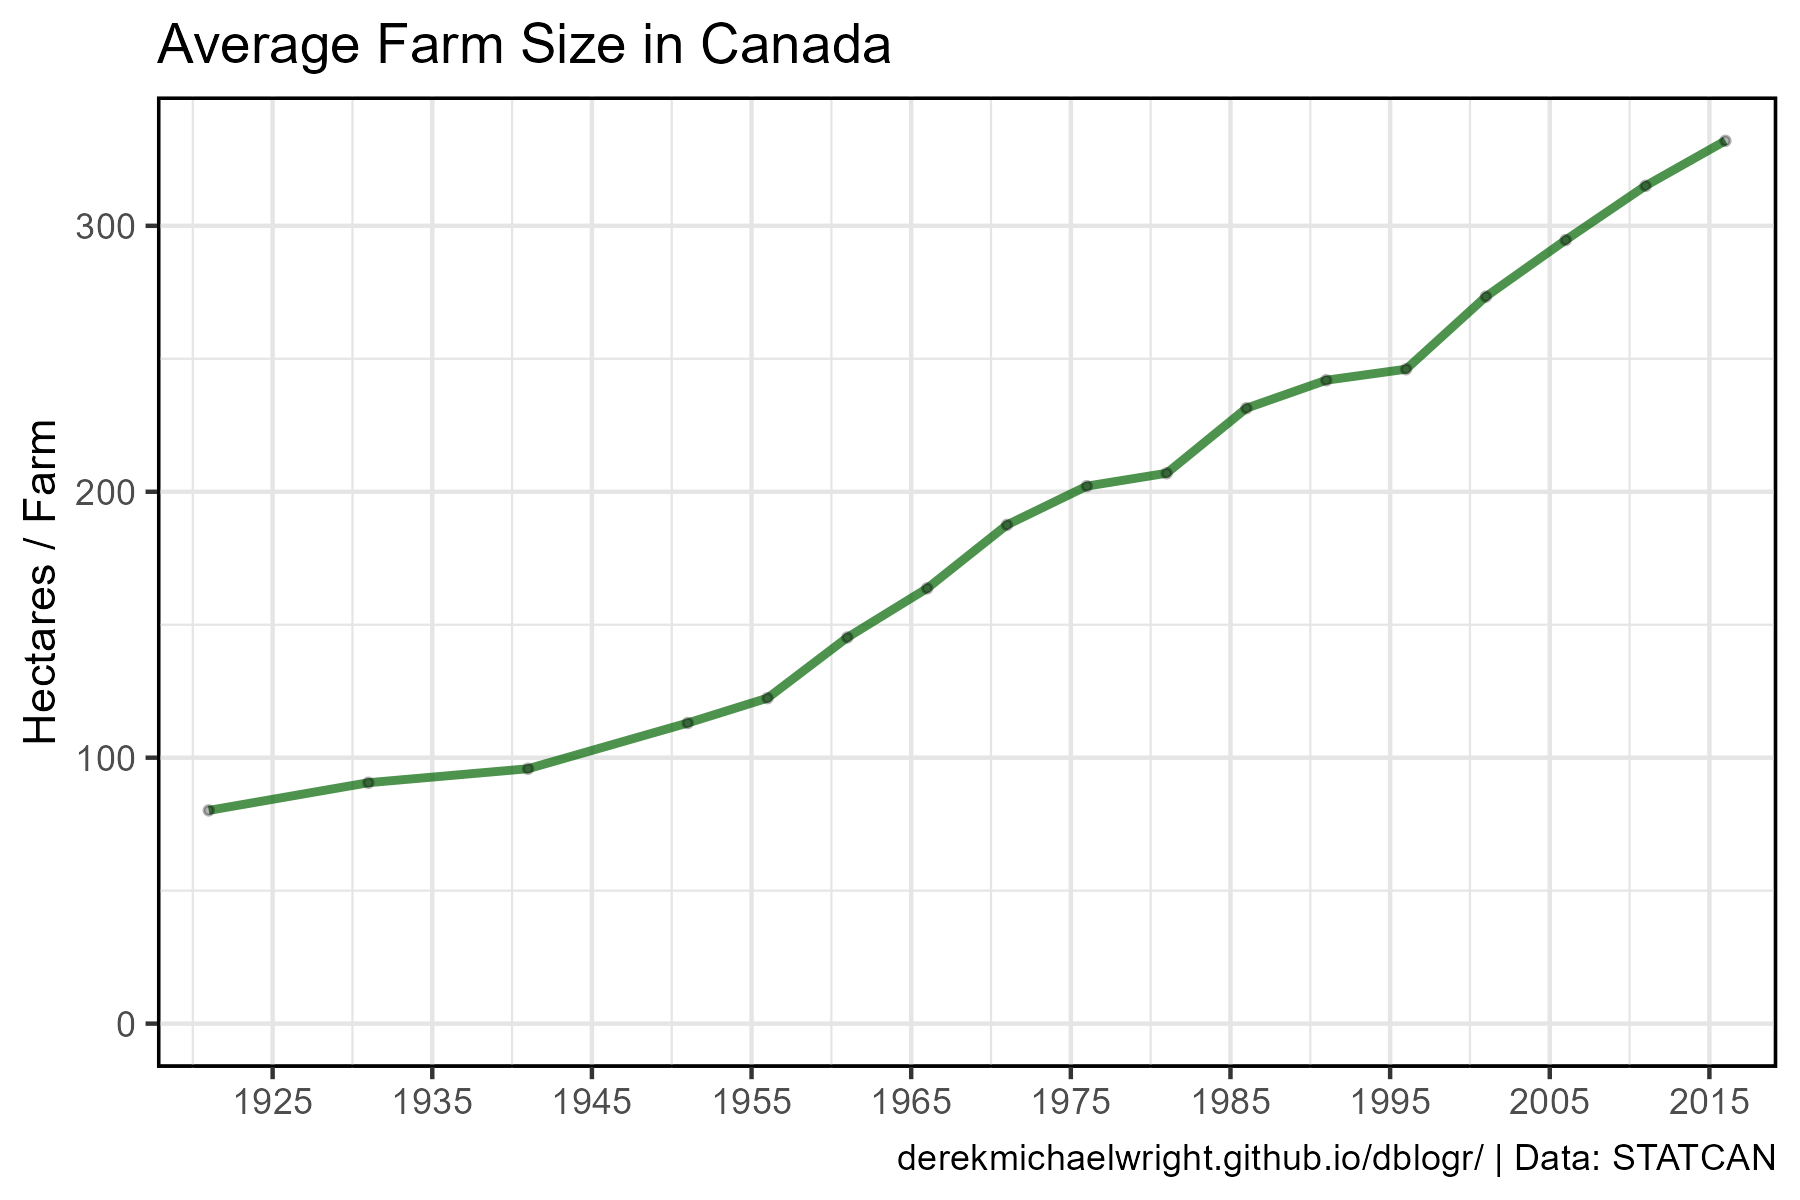 Average Farm Size in Canada
Hectares / Farm
300
200
100
0
1925 1935 1945 1955 1965 1975 1985 1995 2005 2015
derekmichaelwright.github.io/dblogr/ | Data: STATCAN